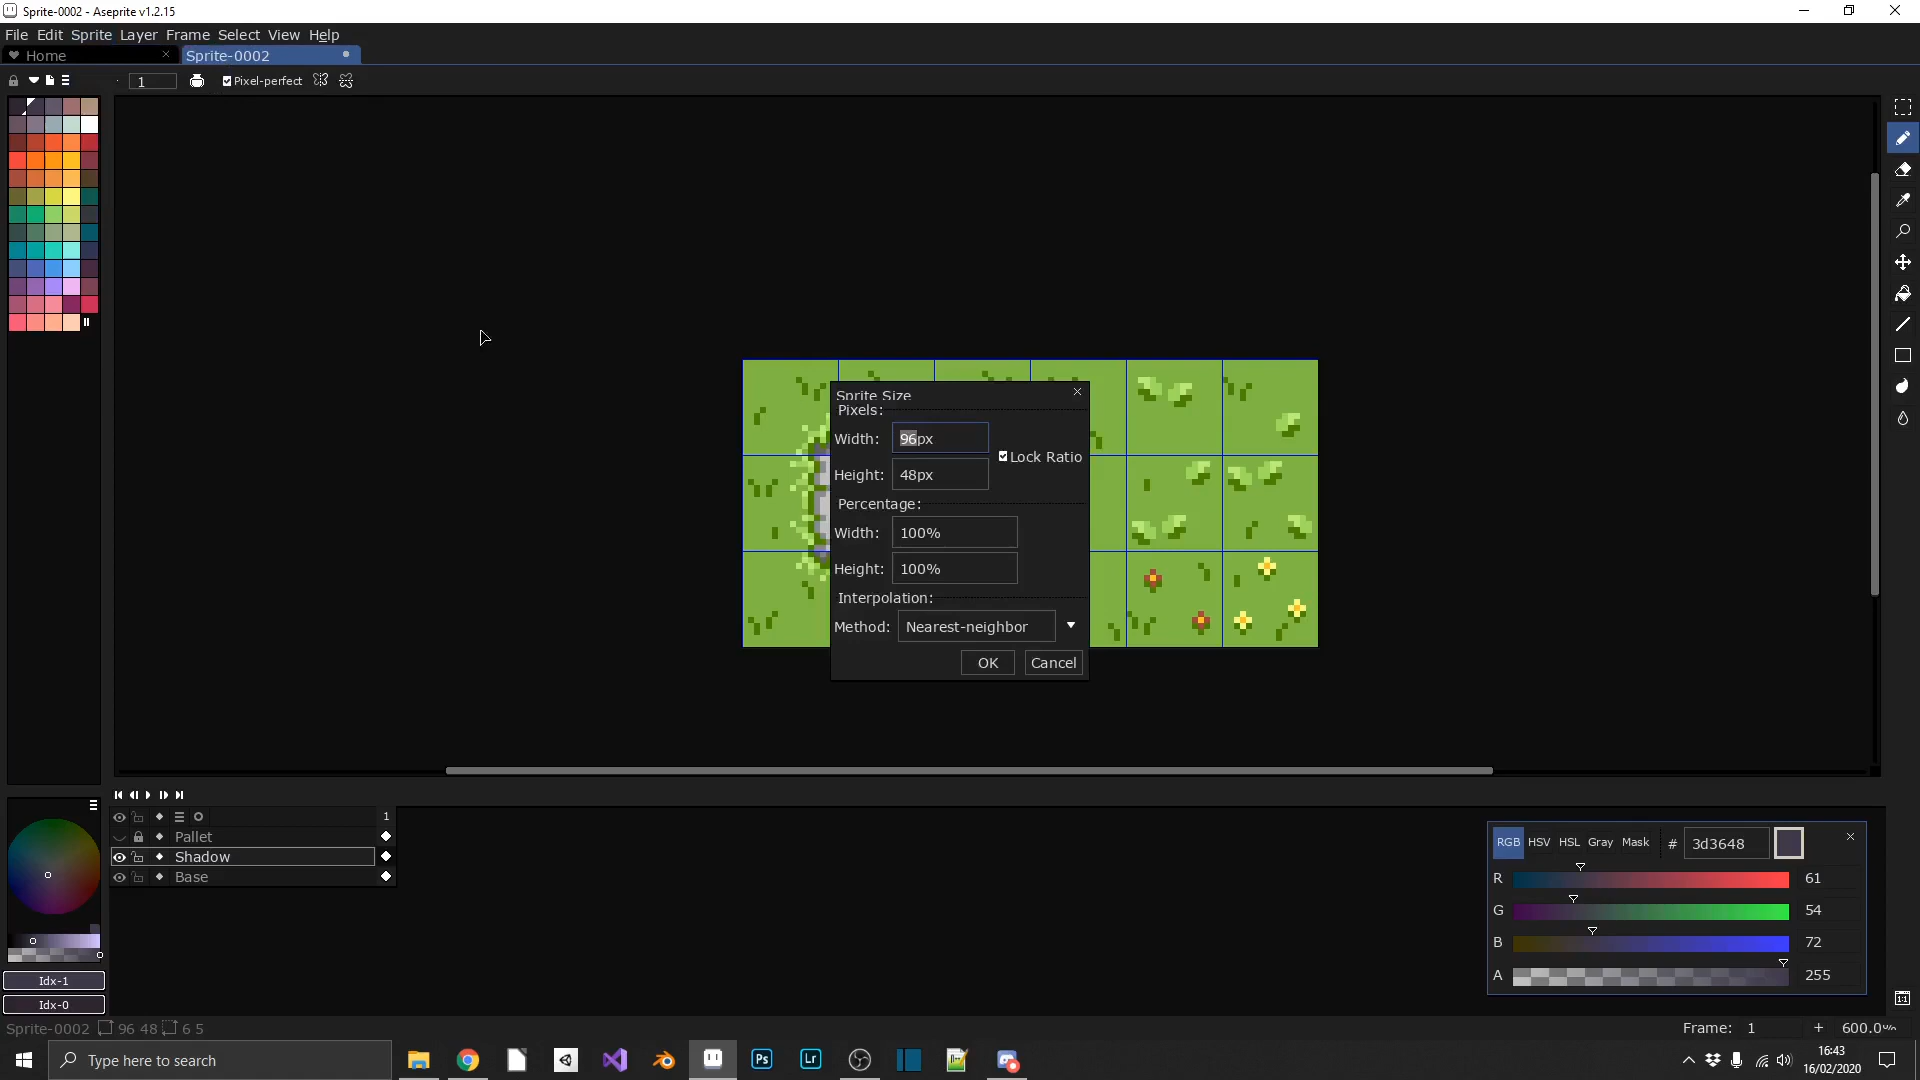 Sprite-0002 - Aseprite v1.2.15
File Edit Sprite Layer Frame Select View Help
Home
Sprite-0002
1
Pixel-perfect
Sprite Size
Pixels:
Width: 96px
Lock Ratio
Height: 48px
Percentage:
Width: 100%
Height: 100%
Interpolation:
Method: Nearest-neighbor
OK Cancel
1
Pallet
Shadow
Base
RGB HSV HSL Gray Mask # 3d3648
R 61
G 54
B 72
A 255
Idx-1
Idx-0
Sprite-0002 96 48 6 5
Frame: 1 + 600.0%
Type here to search
Ps
Lr
16:43
16/02/2020